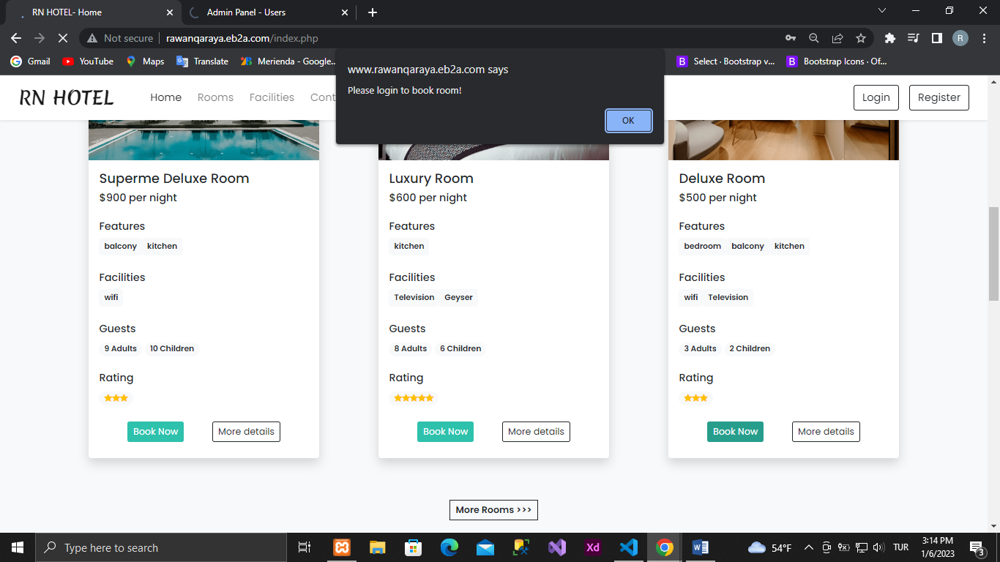 RN HOTEL- Home
Admin Panel - Users
Not secure
rawanqaraya.eb2a.com/index.php
R
Gmail
YouTube
Maps
Translate
Merienda - Google...
B Select · Bootstrap v...
B Bootstrap Icons · Of...
www.rawanqaraya.eb2a.com says
Please login to book room!
OK
RN HOTEL
Home
Rooms
Facilities
Cont
Login
Register
Superme Deluxe Room
$900 per night
Features
balcony kitchen
Facilities
wifi
Guests
9 Adults 10 Children
Rating
Book Now
More details
Luxury Room
$600 per night
Features
kitchen
Facilities
Television Geyser
Guests
8 Adults 6 Children
Rating
Book Now
More details
Deluxe Room
$500 per night
Features
bedroom balcony kitchen
Facilities
wifi Television
Guests
3 Adults 2 Children
Rating
Book Now
More details
More Rooms >>>
Type here to search
Xd
54°F
TUR
3:14 PM
1/6/2023
3